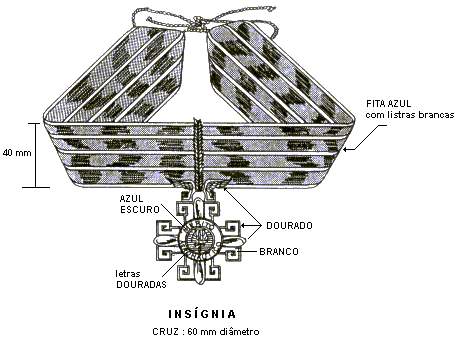 FITA AZUL
com listras brancas
40 mm
AZUL
ESCURO
DOURADO
BRANCO
letras
DOURADAS
INSÍGNIA
CRUZ : 60 mm diâmetro